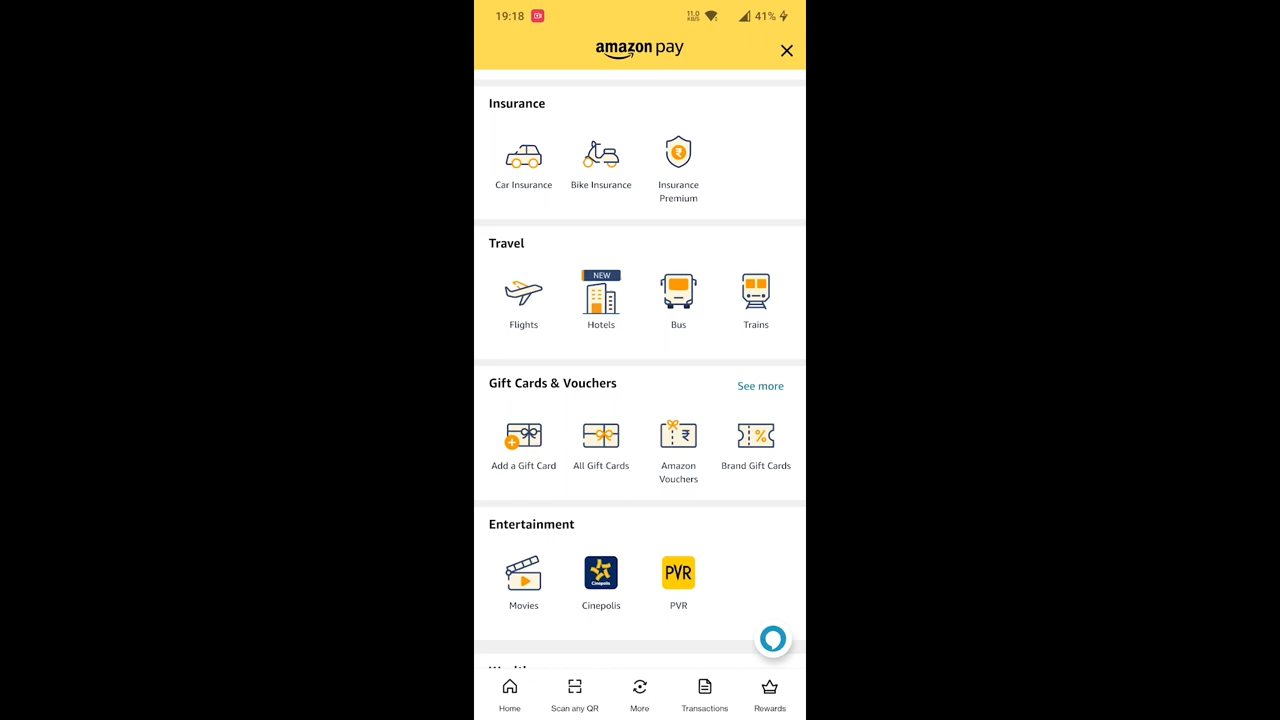 19:18
11.0
KB/S
41%
amazon pay
Insurance
Car Insurance
Bike Insurance
Insurance
Premium
Travel
NEW
Flights
Hotels
Bus
Trains
Gift Cards & Vouchers
See more
Add a Gift Card
All Gift Cards
Amazon
Vouchers
Brand Gift Cards
Entertainment
Cinepolis
PVR
Movies
Cinepolis
PVR
Home
Scan any QR
More
Transactions
Rewards